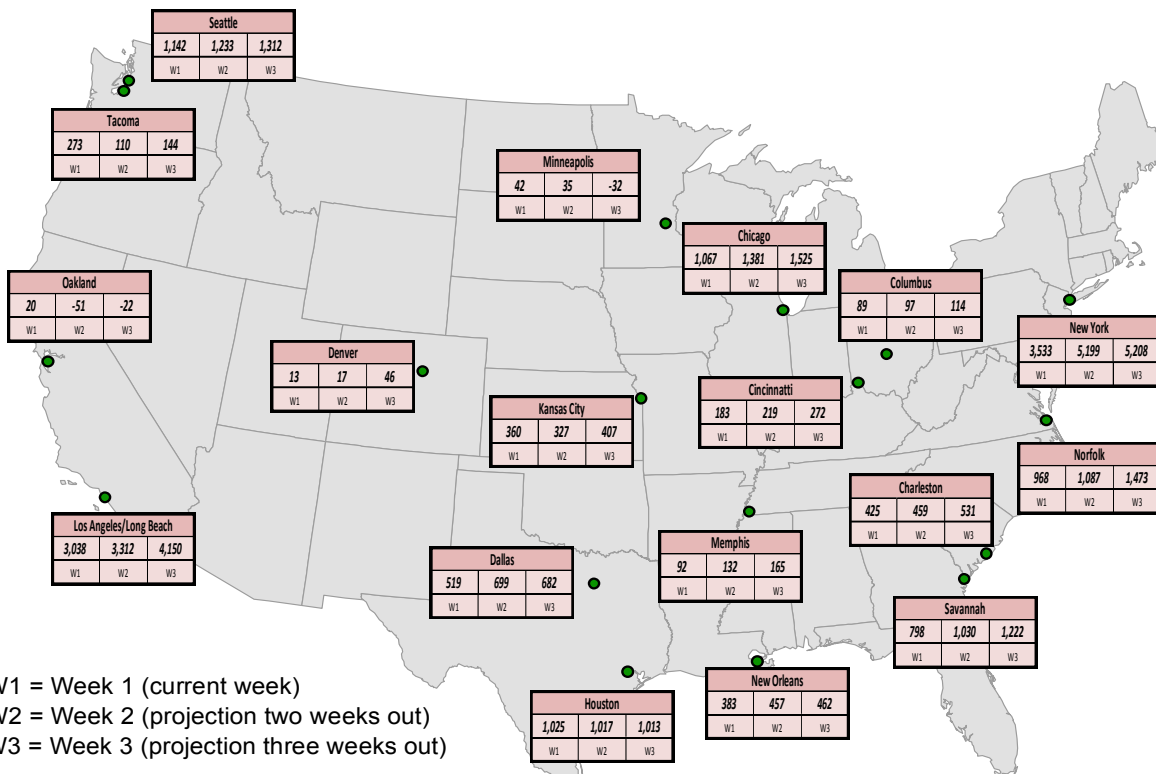 Seattle
1,142 1,233 1,312
W1 W2 W3
Tacoma
273 110 144
W1 W2 W3
Minneapolis
42 35 -32
W1 W2 W3
Chicago
1,067 1,381 1,525
W1 W2 W3
Oakland
20 -51 -22
W1 W2 W3
Columbus
89 97 114
W1 W2 W3
New York
3,533 5,199 5,208
W1 W2 W3
Denver
13 17 46
W1 W2 W3
Cincinnatti
183 219 272
W1 W2 W3
Kansas City
360 327 407
W1 W2 W3
Norfolk
968 1,087 1,473
W1 W2 W3
Charleston
425 459 531
W1 W2 W3
Los Angeles/Long Beach
3,038 3,312 4,150
W1 W2 W3
Memphis
92 132 165
W1 W2 W3
Dallas
519 699 682
W1 W2 W3
Savannah
798 1,030 1,222
W1 W2 W3
New Orleans
383 457 462
W1 W2 W3
Houston
1,025 1,017 1,013
W1 W2 W3
W1 = Week 1 (current week)
W2 = Week 2 (projection two weeks out)
W3 = Week 3 (projection three weeks out)